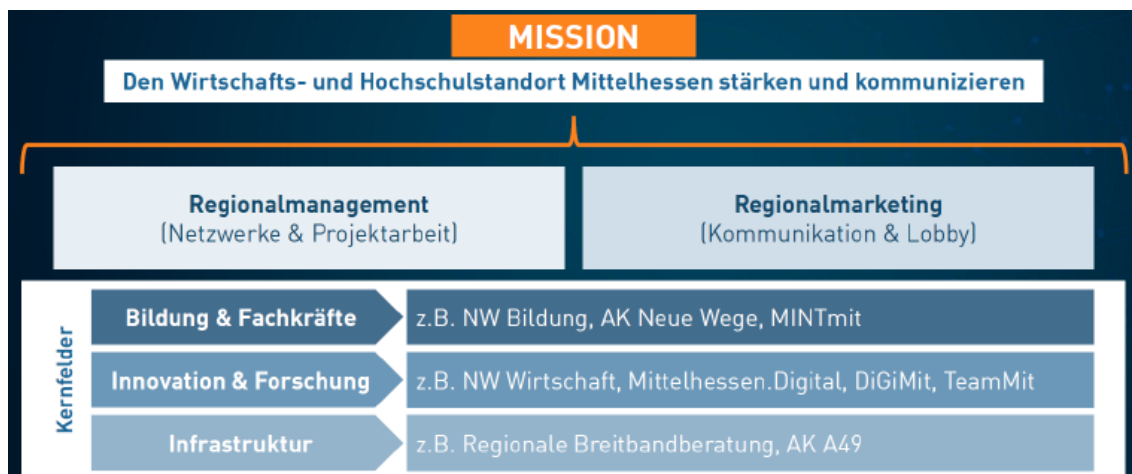 MISSION
Den Wirtschafts- und Hochschulstandort Mittelhessen stärken und kommunizieren
Regionalmanagement
(Netzwerke & Projektarbeit)
Regionalmarketing
(Kommunikation & Lobby)
Kernfelder
Bildung & Fachkräfte
z.B. NW Bildung, AK Neue Wege, MINTmit
Innovation & Forschung
z.B. NW Wirtschaft, Mittelhessen.Digital, DiGiMit, TeamMit
Infrastruktur
z.B. Regionale Breitbandberatung, AK A49